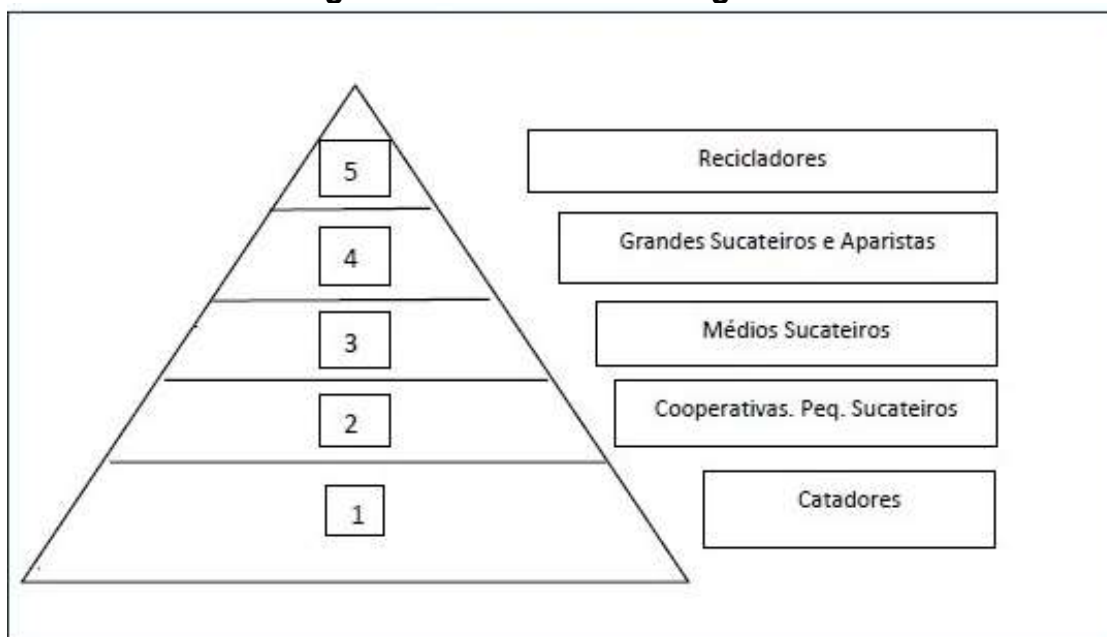 5
Recicladores
4
Grandes Sucateiros e Aparistas
3
Médios Sucateiros
2
Cooperativas. Peq. Sucateiros
1
Catadores